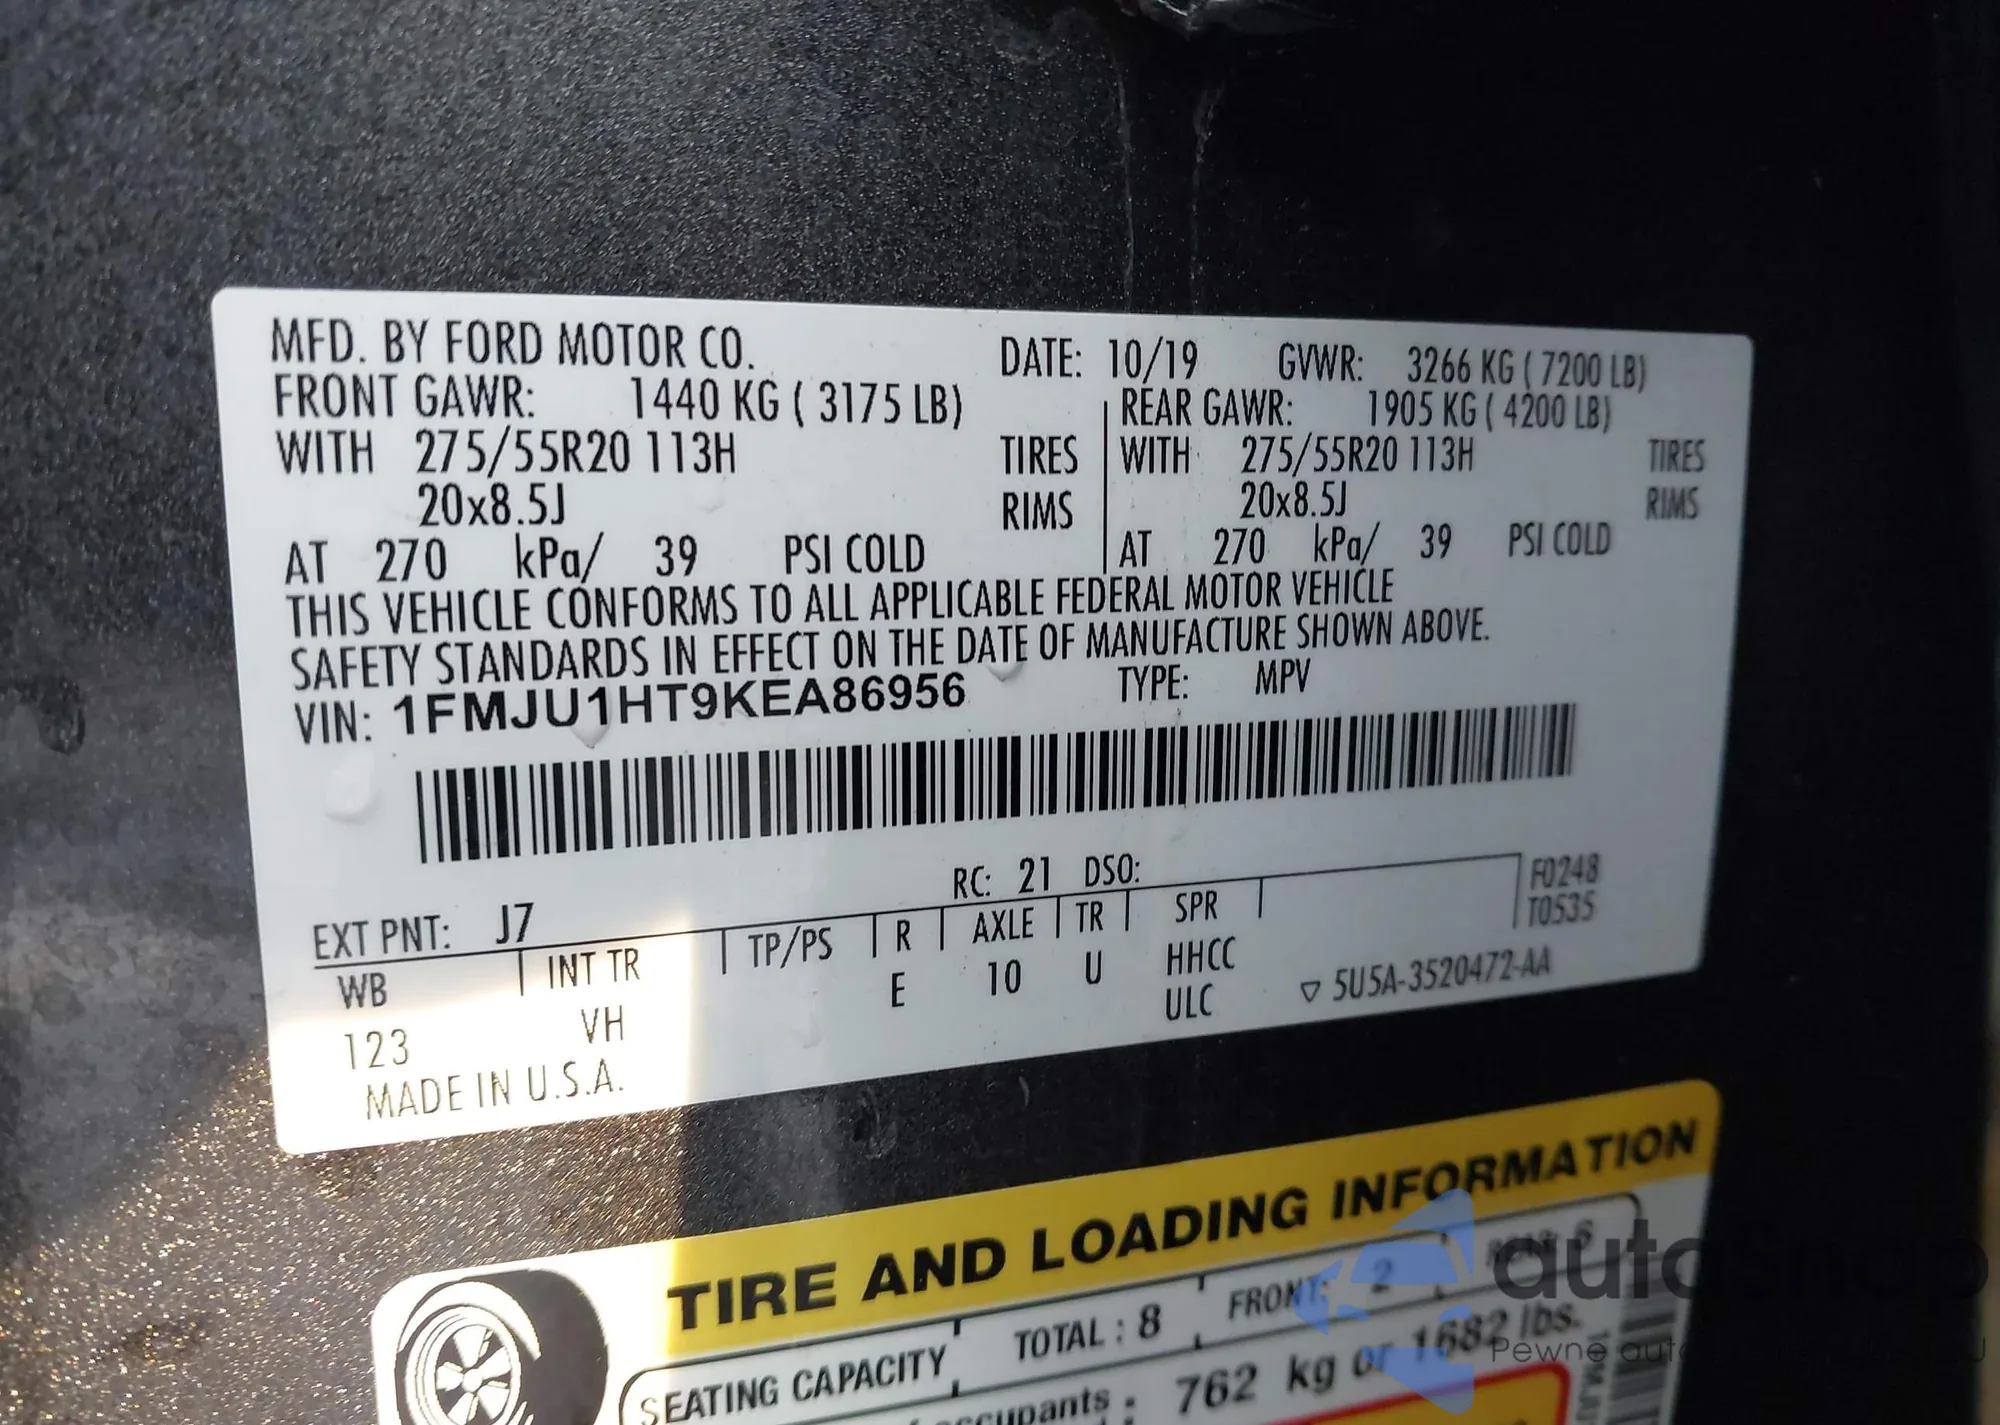 MFD. BY FORD MOTOR CO. DATE: 10/19 GVWR: 3266 KG ( 7200 LB)
FRONT GAWR: 1440 KG ( 3175 LB) REAR GAWR: 1905 KG ( 4200 LB)
WITH 275/55R20 113H TIRES WITH 275/55R20 113H TIRES
20x8.5J RIMS 20x8.5J RIMS
AT 270 kPa/ 39 PSI COLD AT 270 kPa/ 39 PSI COLD
THIS VEHICLE CONFORMS TO ALL APPLICABLE FEDERAL MOTOR VEHICLE
SAFETY STANDARDS IN EFFECT ON THE DATE OF MANUFACTURE SHOWN ABOVE.
VIN: 1FMJU1HT9KEA86956 TYPE: MPV
RC: 21 DSO: F0248
EXT PNT: J7 T0535
WB INT TR TP/PS R AXLE TR SPR
123 VH E 10 U HHCC
ULC ▽ 5U5A-3520472-AA
MADE IN U.S.A.
TIRE AND LOADING INFORMATION
SEATING CAPACITY TOTAL : 8 FRONT: 2 REAR: 6
occupants : 762 kg or 1682 lbs.
autoshop
Pewne